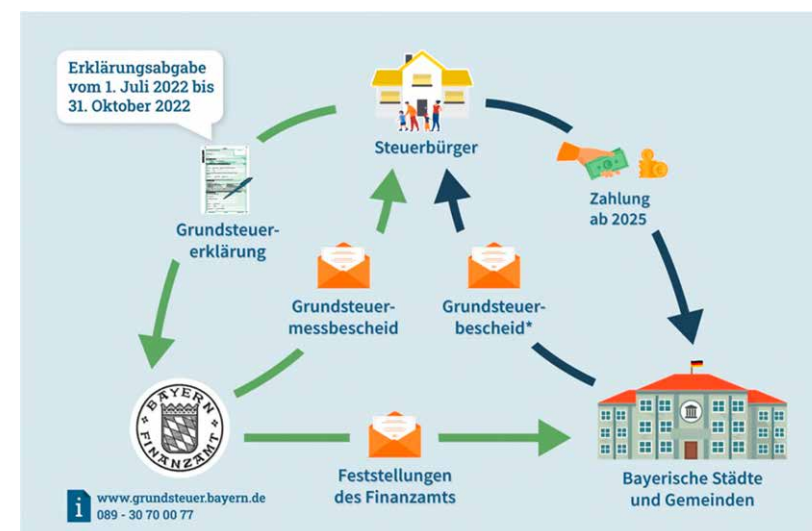 Erklärungsabgabe
vom 1. Juli 2022 bis
31. Oktober 2022
Steuerbürger
Grundsteuer-
erklärung
Zahlung
ab 2025
Grundsteuer-
messbescheid
Grundsteuer-
bescheid*
BAYERN
FINANZAMT
Feststellungen
des Finanzamts
Bayerische Städte
und Gemeinden
i
www.grundsteuer.bayern.de
089 - 30 70 00 77